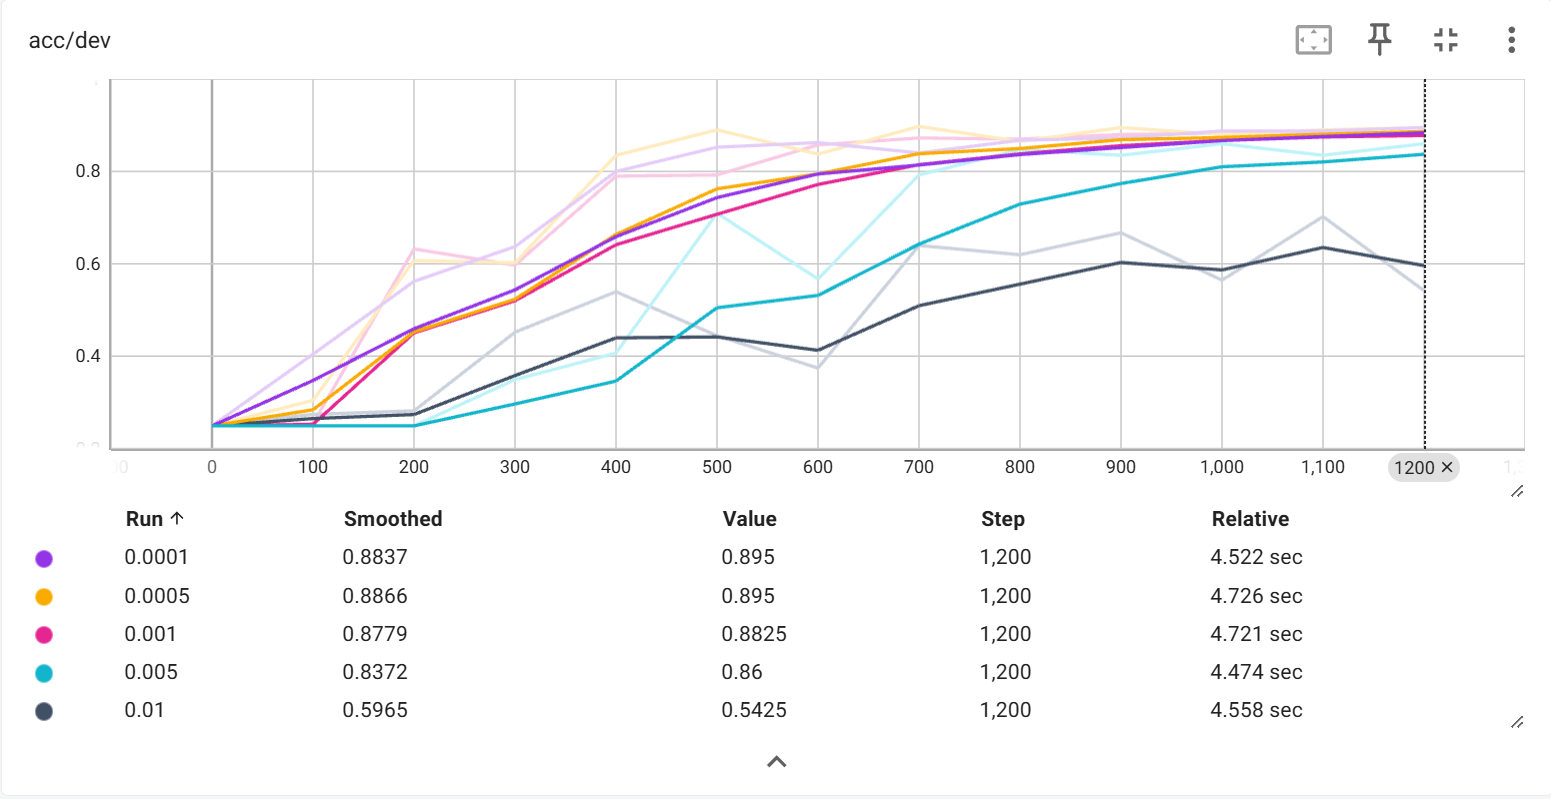 acc/dev
0.8
0.6
0.4
0 100 200 300 400 500 600 700 800 900 1,000 1,100 1200 ×
Run ↑ Smoothed Value Step Relative
0.0001 0.8837 0.895 1,200 4.522 sec
0.0005 0.8866 0.895 1,200 4.726 sec
0.001 0.8779 0.8825 1,200 4.721 sec
0.005 0.8372 0.86 1,200 4.474 sec
0.01 0.5965 0.5425 1,200 4.558 sec